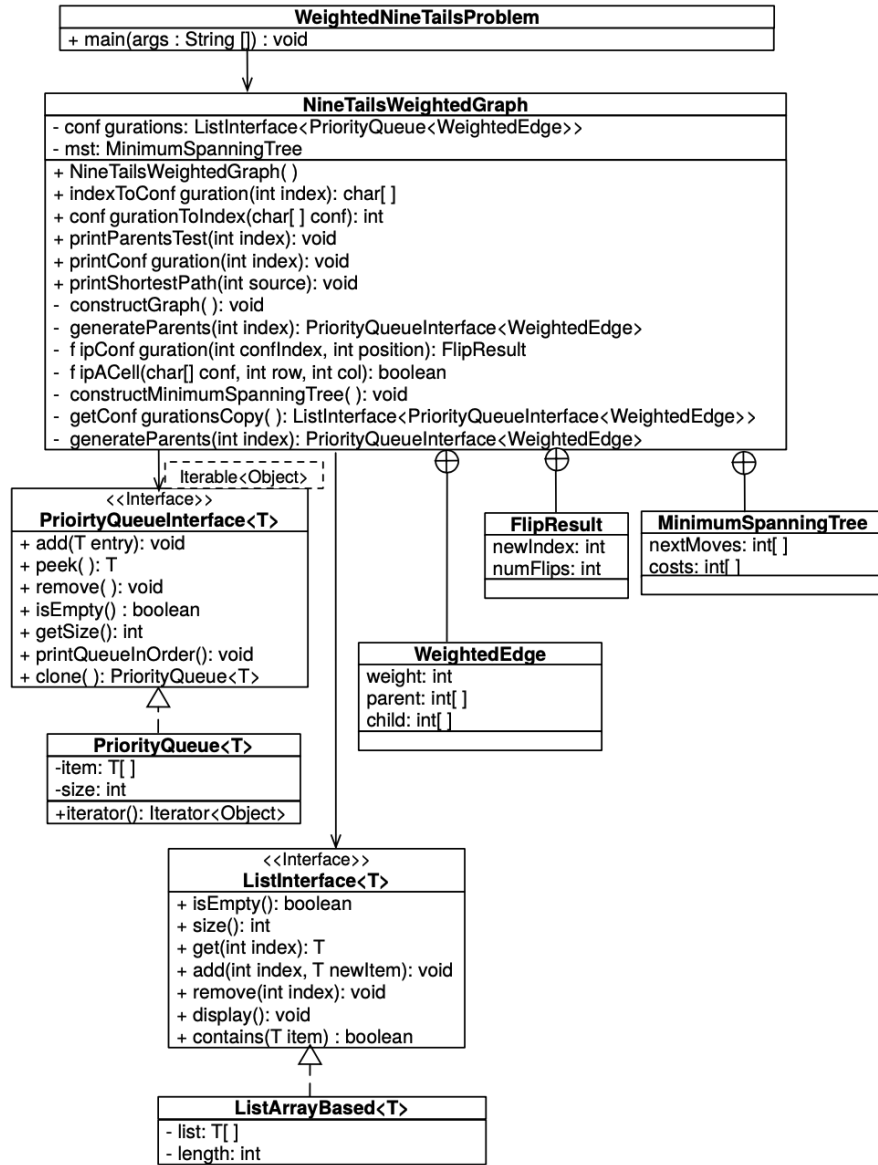 WeightedNineTailsProblem
+ main(args : String []) : void
NineTailsWeightedGraph
- conf gurations: ListInterface<PriorityQueue<WeightedEdge>>
- mst: MinimumSpanningTree
+ NineTailsWeightedGraph( )
+ indexToConf guration(int index): char[ ]
+ conf gurationToIndex(char[ ] conf): int
+ printParentsTest(int index): void
+ printConf guration(int index): void
+ printShortestPath(int source): void
- constructGraph( ): void
- generateParents(int index): PriorityQueueInterface<WeightedEdge>
- f ipConf guration(int confIndex, int position): FlipResult
- f ipACell(char[] conf, int row, int col): boolean
- constructMinimumSpanningTree( ): void
- getConf gurationsCopy( ): ListInterface<PriorityQueueInterface<WeightedEdge>>
- generateParents(int index): PriorityQueueInterface<WeightedEdge>
Iterable<Object>
<<Interface>>
PrioirtyQueueInterface<T>
+ add(T entry): void
+ peek( ): T
+ remove( ): void
+ isEmpty() : boolean
+ getSize(): int
+ printQueueInOrder(): void
+ clone( ): PriorityQueue<T>
FlipResult
newIndex: int
numFlips: int
MinimumSpanningTree
nextMoves: int[ ]
costs: int[ ]
WeightedEdge
weight: int
parent: int[ ]
child: int[ ]
PriorityQueue<T>
-item: T[ ]
-size: int
+iterator(): Iterator<Object>
<<Interface>>
ListInterface<T>
+ isEmpty(): boolean
+ size(): int
+ get(int index): T
+ add(int index, T newItem): void
+ remove(int index): void
+ display(): void
+ contains(T item) : boolean
ListArrayBased<T>
- list: T[ ]
- length: int